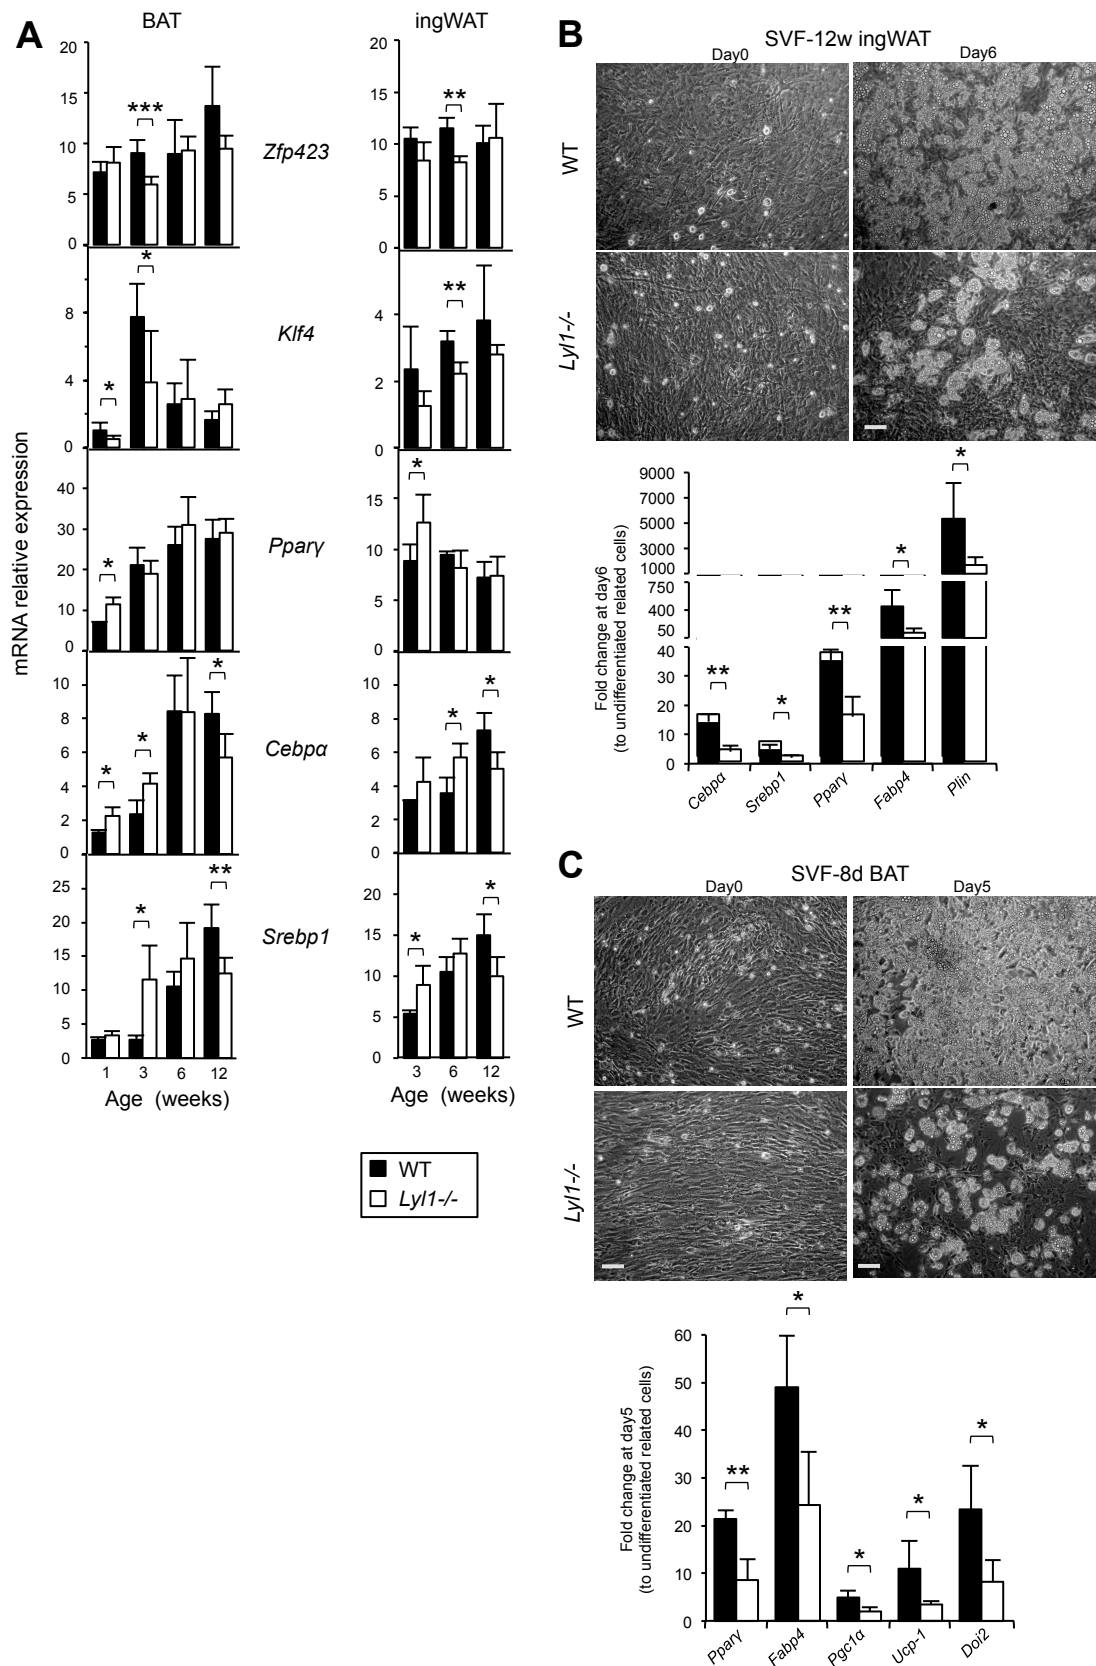 A
BAT
ingWAT
mRNA relative expression
20
15
10
5
0
20
15
10
5
0
***
**
Zfp423
8
4
0
4
2
0
*
*
**
Klf4
40
30
20
10
0
15
10
5
0
*
*
Pparγ
10
8
6
4
2
0
10
8
6
4
2
0
*
*
*
*
*
Cebpα
25
20
15
10
5
0
20
15
10
5
0
*
**
*
*
Srebp1
1 3 6 12
Age (weeks)
3 6 12
Age (weeks)
WT
Lyl1-/-
B
SVF-12w ingWAT
Day0
Day6
WT
Lyl1-/-
Fold change at day6
(to undifferentiated related cells)
9000
7000
5000
3000
1000
750
400
50
40
30
20
10
0
**
*
**
*
*
Cebpα Srebp1 Pparγ Fabp4 Plin
C
SVF-8d BAT
Day0
Day5
WT
Lyl1-/-
Fold change at day5
(to undifferentiated related cells)
60
50
40
30
20
10
0
**
*
*
*
*
Pparγ Fabp4 Pgc1α Ucp-1 Doi2